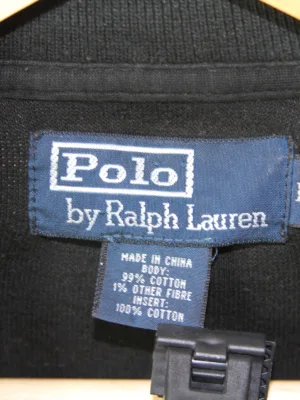 Polo
by Ralph Lauren
MADE IN CHINA
BODY:
99% COTTON
1% OTHER FIBRE
INSERT:
100% COTTON